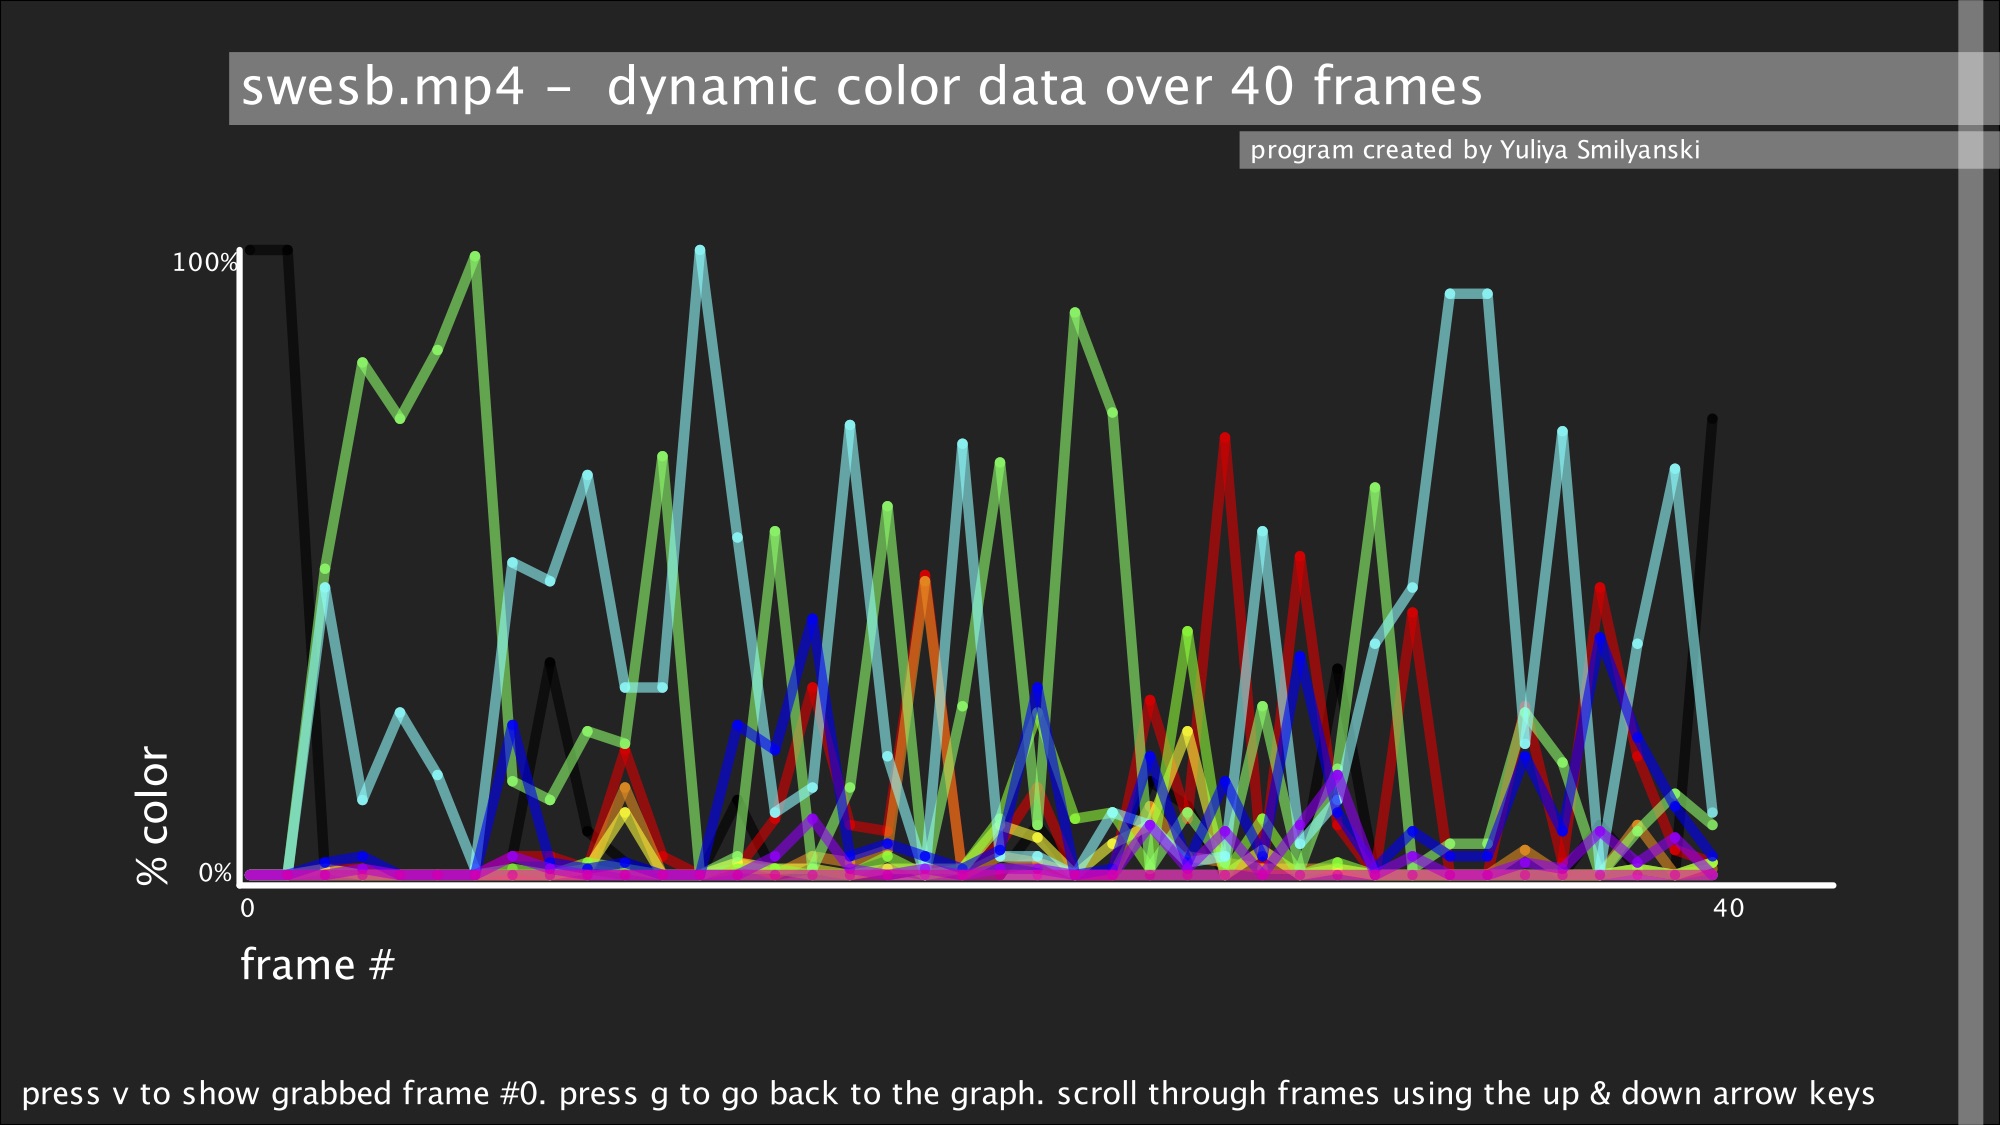 swesb.mp4 - dynamic color data over 40 frames
program created by Yuliya Smilyanski
100%
% color
0%
0
40
frame #
press v to show grabbed frame #0. press g to go back to the graph. scroll through frames using the up & down arrow keys